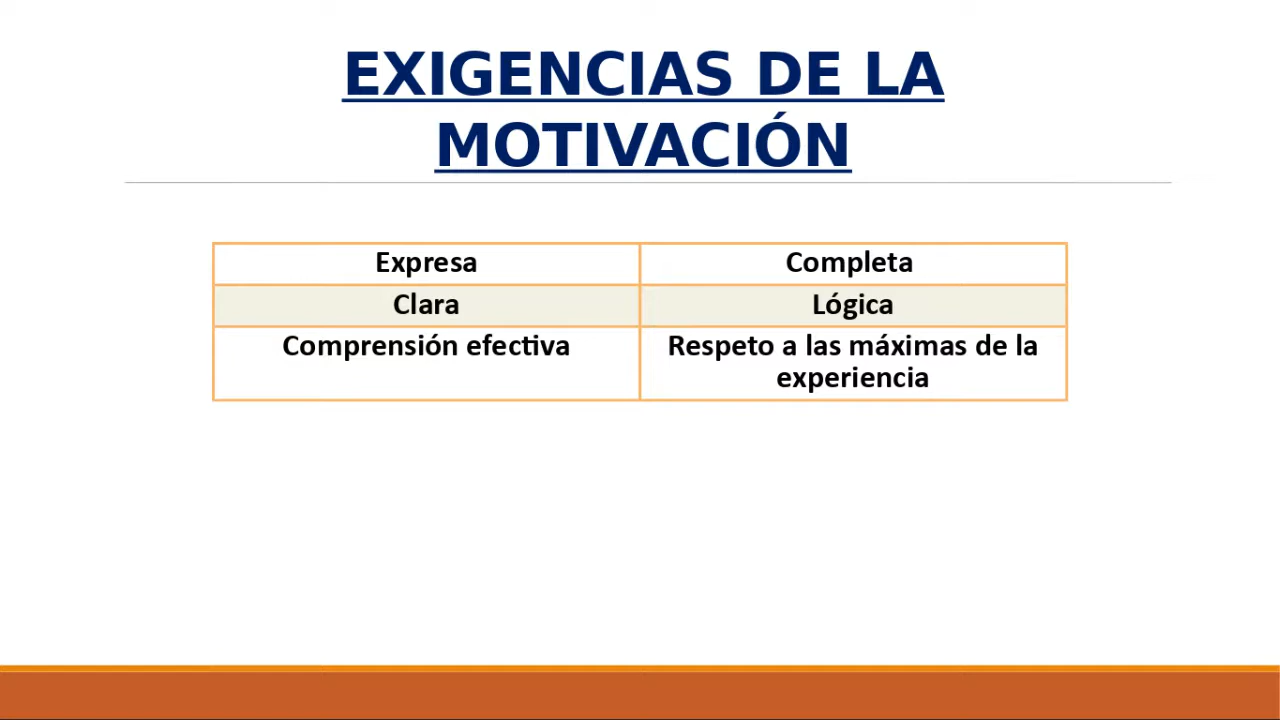 EXIGENCIAS DE LA
MOTIVACIÓN
Expresa
Completa
Clara
Lógica
Comprensión efectiva
Respeto a las máximas de la
experiencia